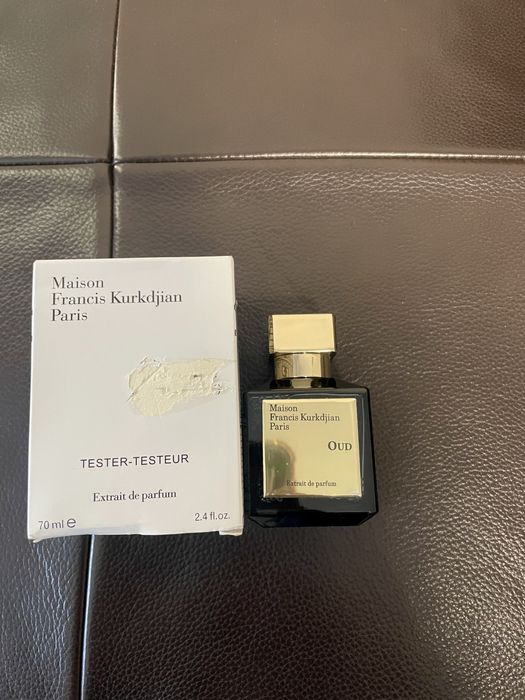 Maison
Francis Kurkdjian
Paris
TESTER-TESTEUR
Extrait de parfum
70 ml e
2.4 fl.oz.
Maison
Francis Kurkdjian
Paris
OUD
Extrait de parfum